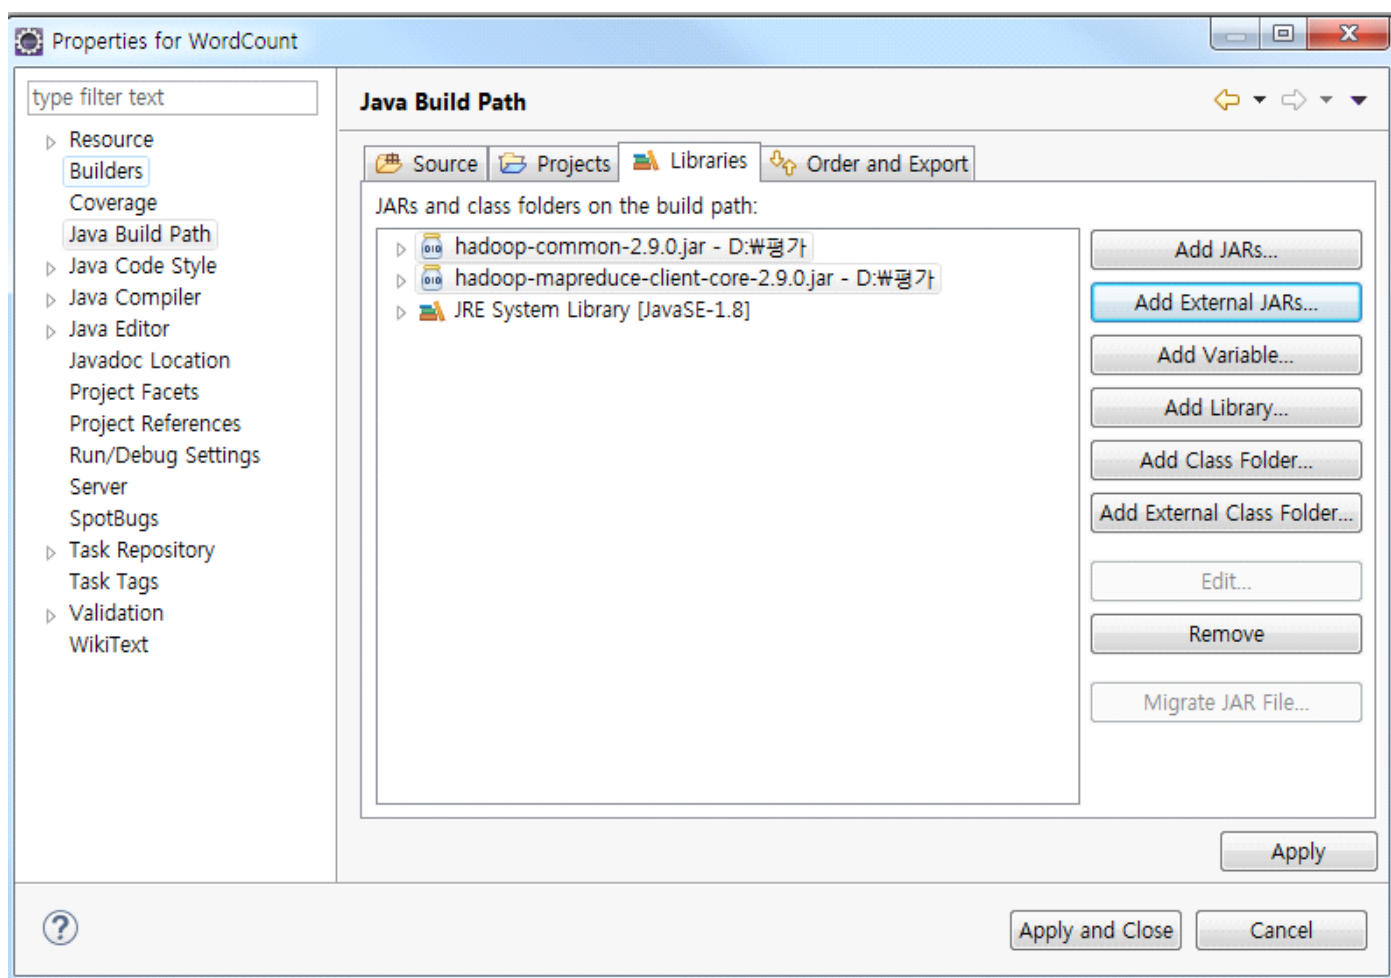 Properties for WordCount
type filter text
Resource
Builders
Coverage
Java Build Path
Java Code Style
Java Compiler
Java Editor
Javadoc Location
Project Facets
Project References
Run/Debug Settings
Server
SpotBugs
Task Repository
Task Tags
Validation
WikiText
Java Build Path
Source
Projects
Libraries
Order and Export
JARs and class folders on the build path:
hadoop-common-2.9.0.jar - D:₩평가
hadoop-mapreduce-client-core-2.9.0.jar - D:₩평가
JRE System Library [JavaSE-1.8]
Add JARs...
Add External JARs...
Add Variable...
Add Library...
Add Class Folder...
Add External Class Folder...
Edit...
Remove
Migrate JAR File...
Apply
Apply and Close
Cancel